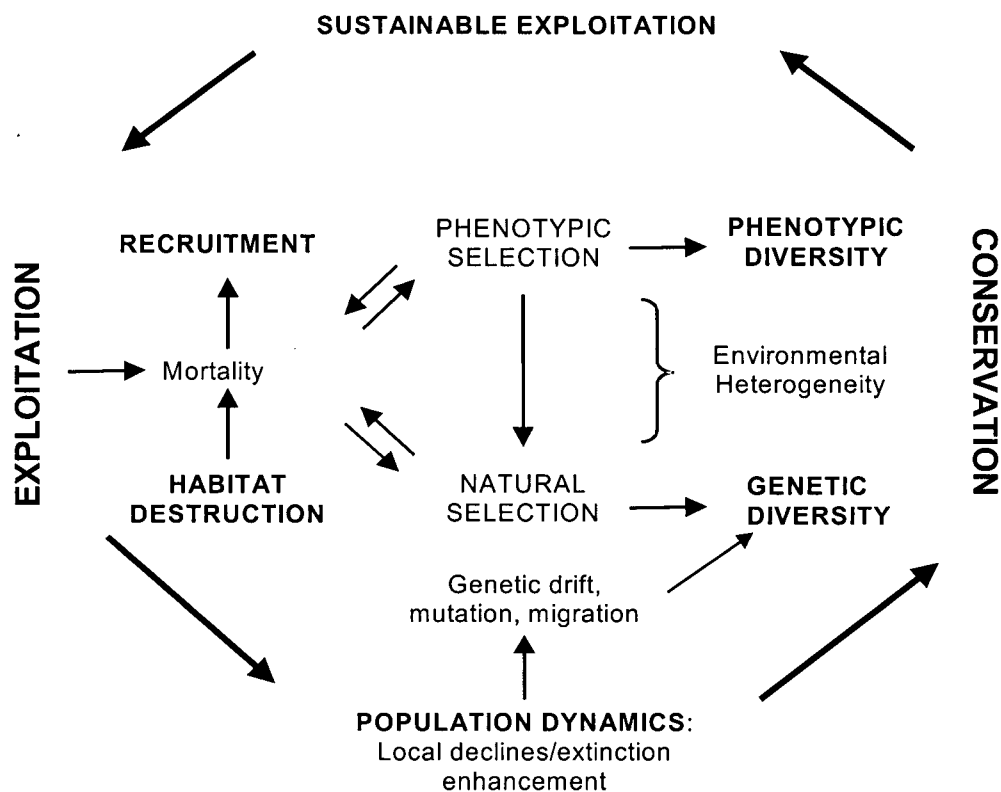 SUSTAINABLE EXPLOITATION
RECRUITMENT
PHENOTYPIC
SELECTION
PHENOTYPIC
DIVERSITY
EXPLOITATION
Mortality
Environmental
Heterogeneity
CONSERVATION
HABITAT
DESTRUCTION
NATURAL
SELECTION
GENETIC
DIVERSITY
Genetic drift,
mutation, migration
POPULATION DYNAMICS:
Local declines/extinction
enhancement